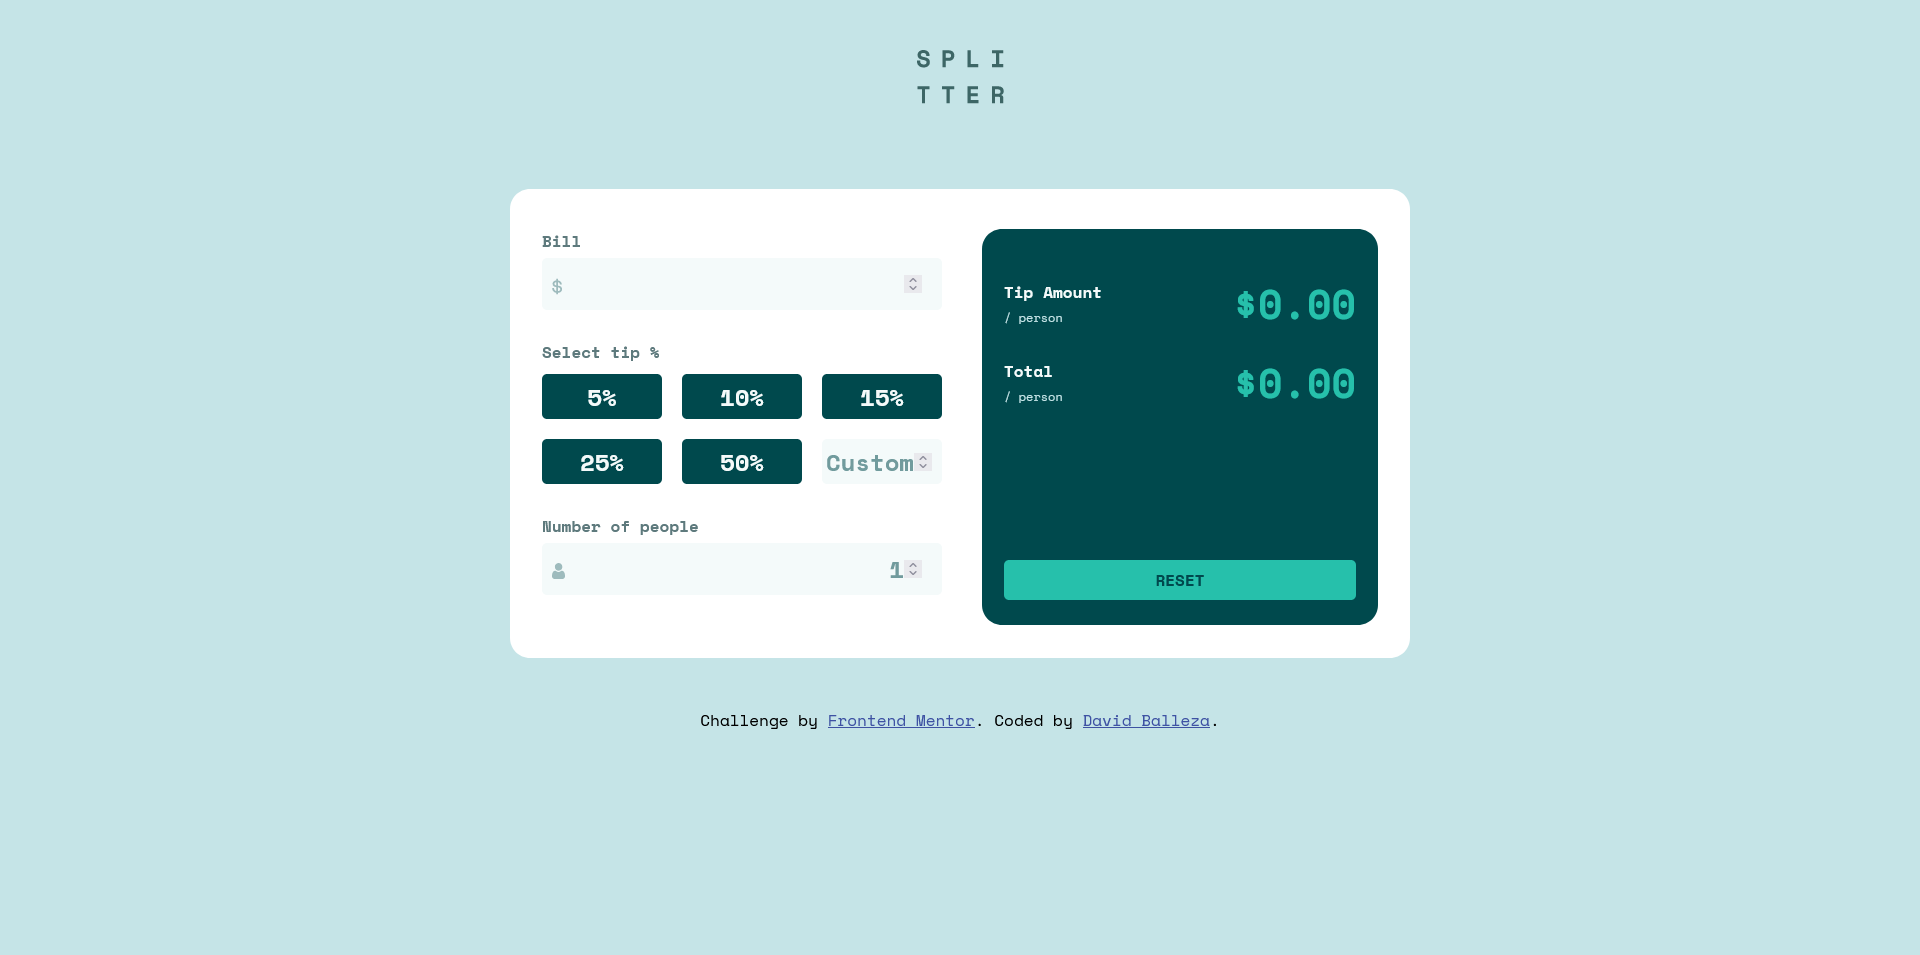 SPLI
TTER
Bill
$
Select tip %
5% 10% 15%
25% 50% Custom
Number of people
1
Tip Amount
/ person
$0.00
Total
/ person
$0.00
RESET
Challenge by Frontend Mentor. Coded by David Balleza.